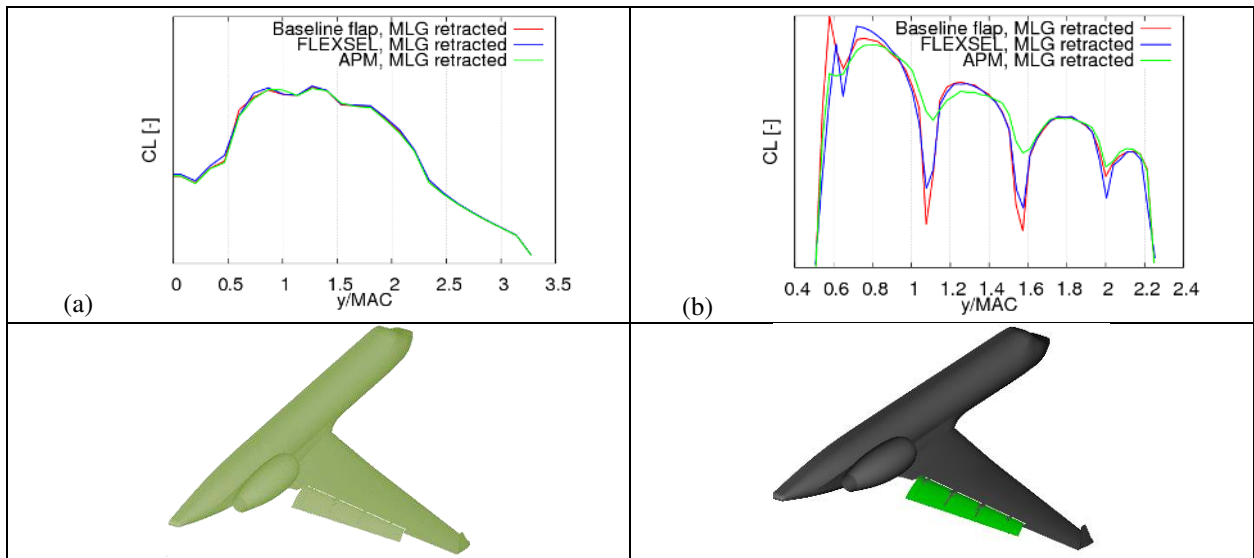 Baseline flap, MLG retracted
FLEXSEL, MLG retracted
APM, MLG retracted
CL [-]
0 0.5 1 1.5 2 2.5 3 3.5
y/MAC
(a)
Baseline flap, MLG retracted
FLEXSEL, MLG retracted
APM, MLG retracted
CL [-]
0.4 0.6 0.8 1 1.2 1.4 1.6 1.8 2 2.2 2.4
y/MAC
(b)